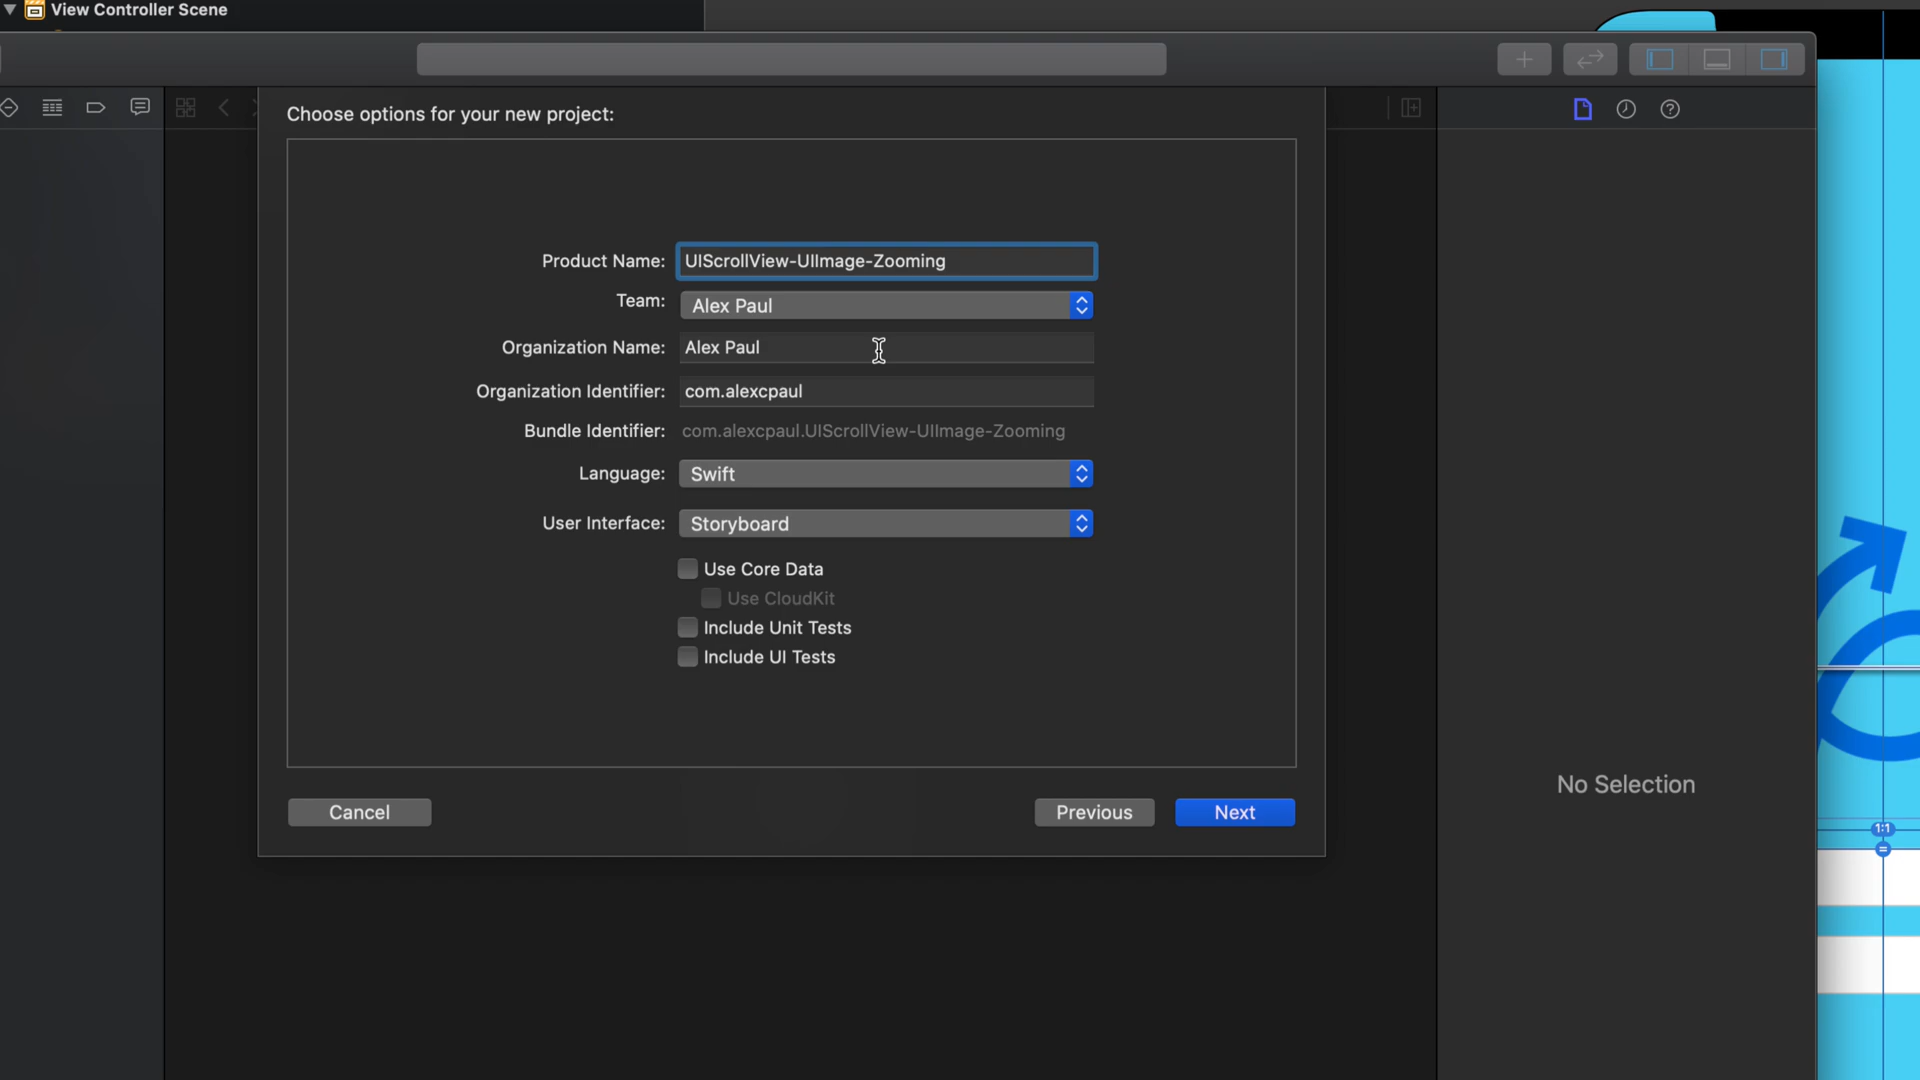 View Controller Scene
Choose options for your new project:
Product Name: UIScrollView-UIImage-Zooming
Team: Alex Paul
Organization Name: Alex Paul
Organization Identifier: com.alexcpaul
Bundle Identifier: com.alexcpaul.UIScrollView-UIImage-Zooming
Language: Swift
User Interface: Storyboard
Use Core Data
Use CloudKit
Include Unit Tests
Include UI Tests
No Selection
Cancel
Previous
Next
1:1